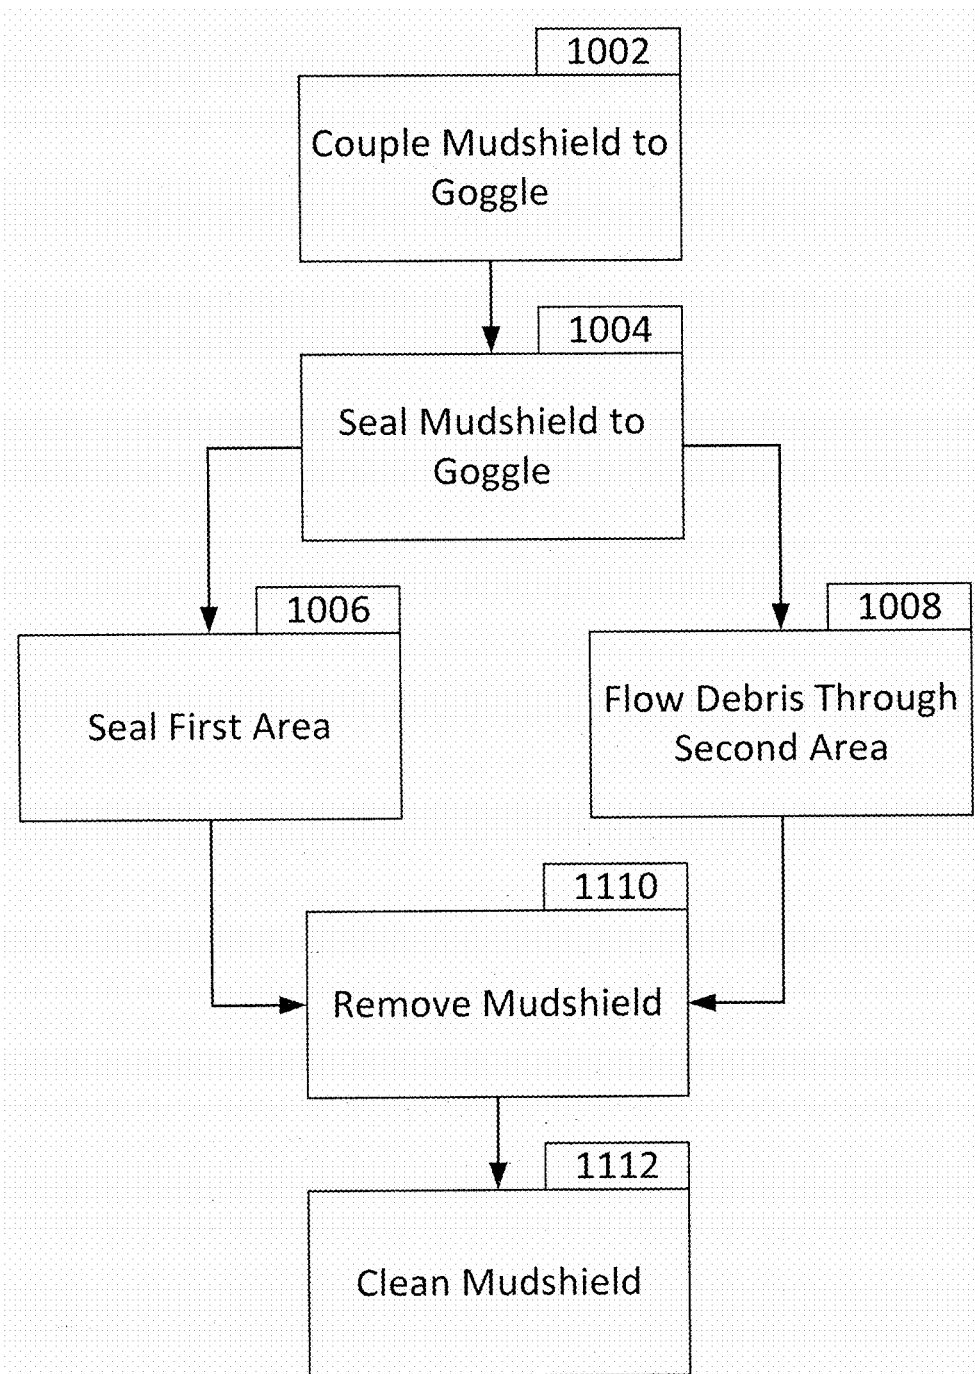 1002
Couple Mudshield to
Goggle
1004
Seal Mudshield to
Goggle
1006
Seal First Area
1008
Flow Debris Through
Second Area
1110
Remove Mudshield
1112
Clean Mudshield